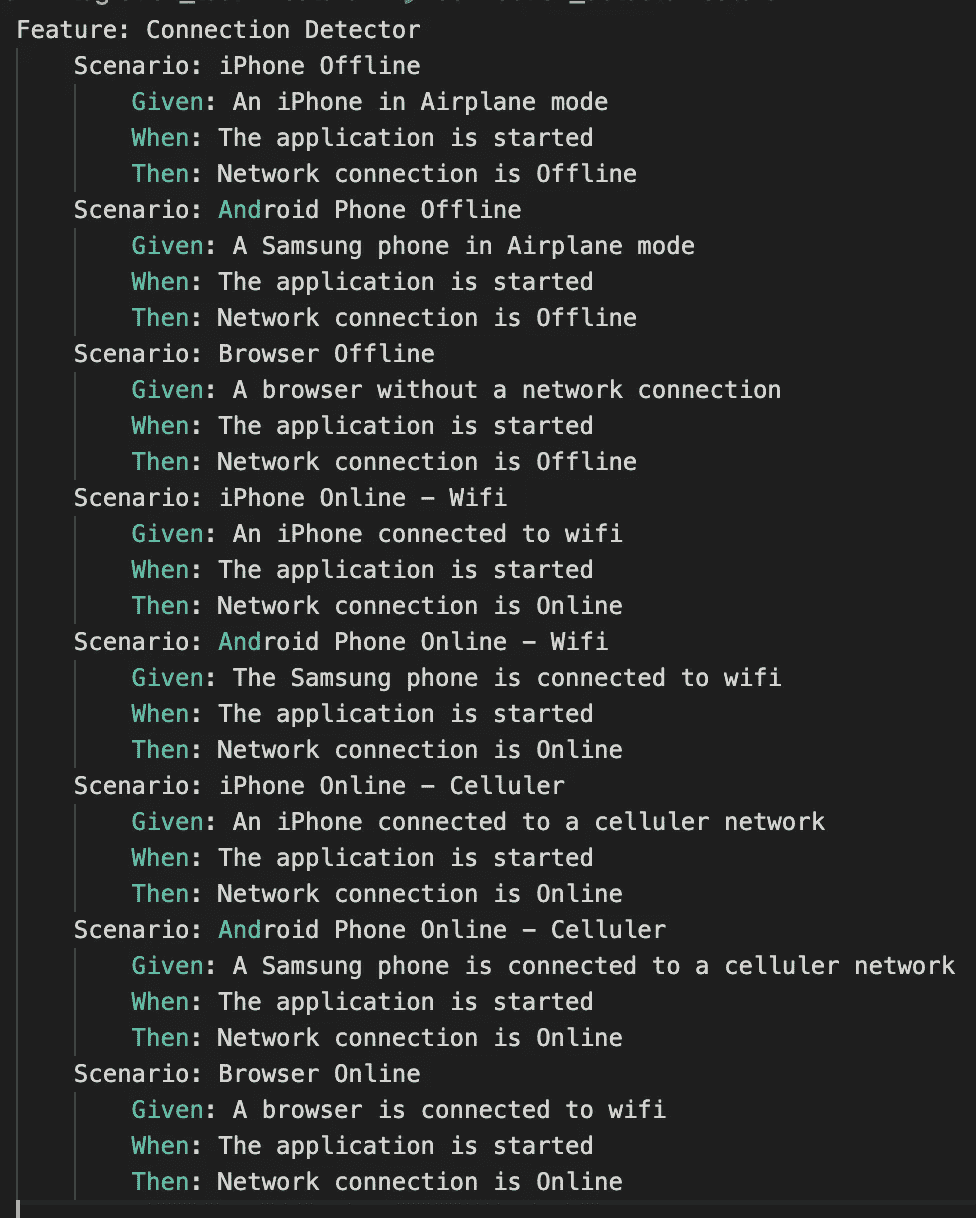 Feature: Connection Detector
Scenario: iPhone Offline
Given: An iPhone in Airplane mode
When: The application is started
Then: Network connection is Offline
Scenario: Android Phone Offline
Given: A Samsung phone in Airplane mode
When: The application is started
Then: Network connection is Offline
Scenario: Browser Offline
Given: A browser without a network connection
When: The application is started
Then: Network connection is Offline
Scenario: iPhone Online – Wifi
Given: An iPhone connected to wifi
When: The application is started
Then: Network connection is Online
Scenario: Android Phone Online – Wifi
Given: The Samsung phone is connected to wifi
When: The application is started
Then: Network connection is Online
Scenario: iPhone Online – Celluler
Given: An iPhone connected to a celluler network
When: The application is started
Then: Network connection is Online
Scenario: Android Phone Online – Celluler
Given: A Samsung phone is connected to a celluler network
When: The application is started
Then: Network connection is Online
Scenario: Browser Online
Given: A browser is connected to wifi
When: The application is started
Then: Network connection is Online